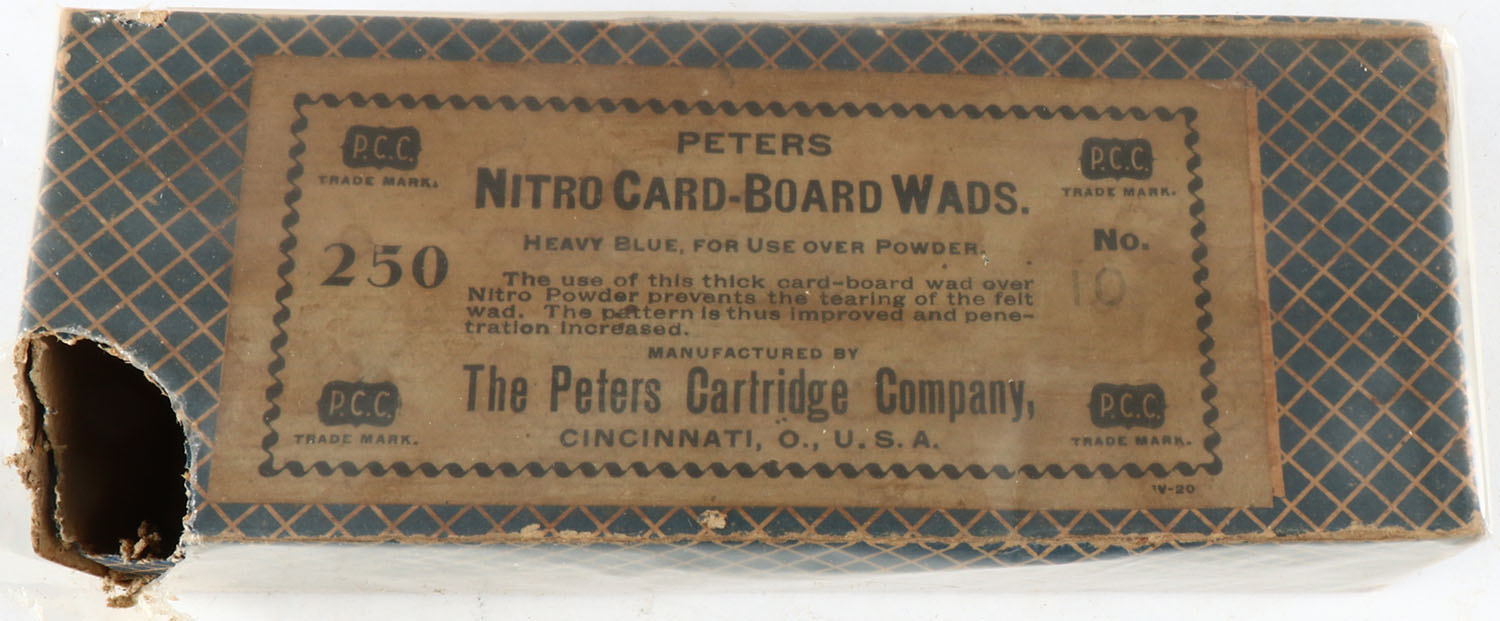 P.C.C.
TRADE MARK.
PETERS
P.C.C.
TRADE MARK.
NITRO CARD-BOARD WADS.
250
HEAVY BLUE, FOR USE OVER POWDER.
No.
10
The use of this thick card-board wad over
Nitro Powder prevents the tearing of the felt
wad. The pattern is thus improved and pene-
tration increased.
MANUFACTURED BY
The Peters Cartridge Company,
CINCINNATI, O., U.S.A.
P.C.C.
TRADE MARK.
P.C.C.
TRADE MARK.
W-20